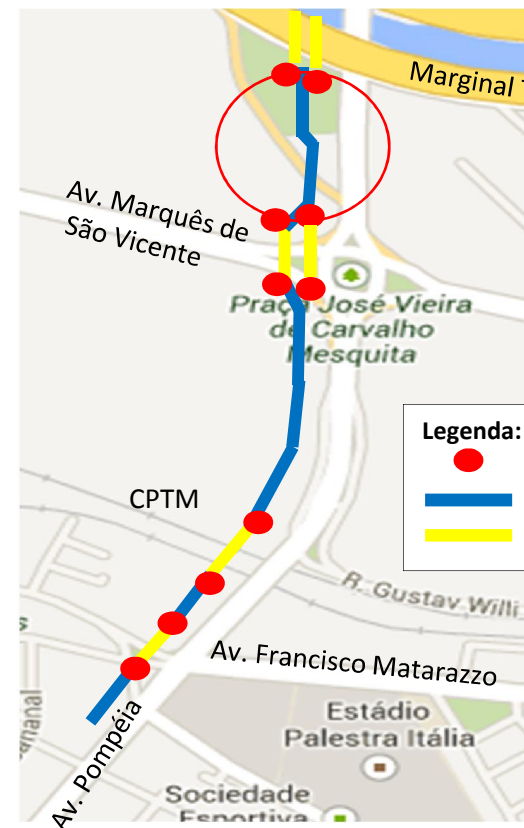 Marginal
Av. Marquês de
São Vicente
Praça José Vieira
de Carvalho
Mesquita
Legenda:
CPTM
R. Gustav Willi
Av. Francisco Matarazzo
Estádio
Palestra Itália
Av. Pompéia
Sociedade
Esportiva